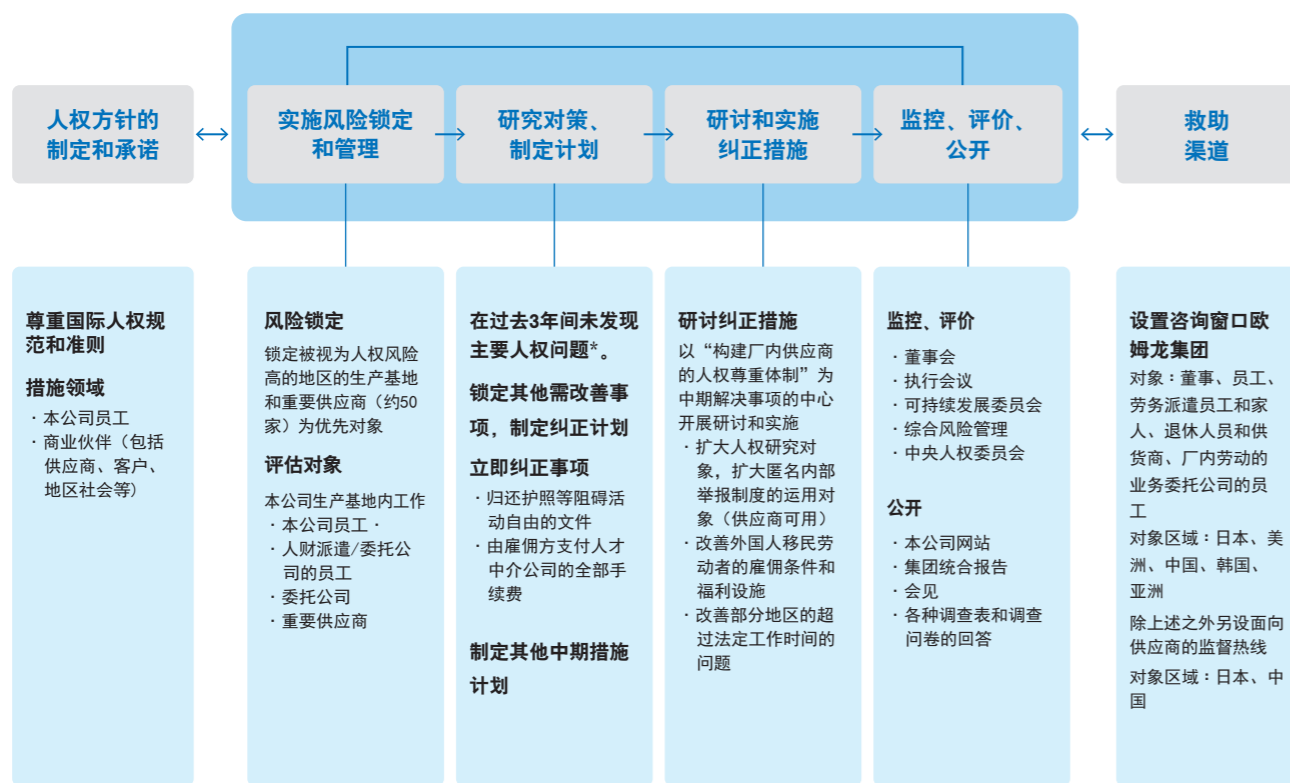 人权方针的
制定和承诺
实施风险锁定
和管理
研究对策、
制定计划
研讨和实施
纠正措施
监控、评价、
公开
救助
渠道
尊重国际人权规
范和准则
措施领域
· 本公司员工
· 商业伙伴（包括
供应商、客户、
地区社会等）
风险锁定
锁定被视为人权风险
高的地区的生产基地
和重要供应商（约50
家）为优先对象
评估对象
本公司生产基地内工作
· 本公司员工 ·
· 人财派遣/委托公
司的员工
· 委托公司
· 重要供应商
在过去3年间未发现
主要人权问题*。
锁定其他需改善事
项，制定纠正计划
立即纠正事项
· 归还护照等阻碍活
动自由的文件
· 由雇佣方支付人才
中介公司的全部手
续费
制定其他中期措施
计划
研讨纠正措施
以“构建厂内供应商
的人权尊重体制”为
中期解决事项的中心
开展研讨和实施
· 扩大人权研究对
象，扩大匿名内部
举报制度的运用对
象（供应商可用）
· 改善外国人移民劳
动者的雇佣条件和
福利设施
· 改善部分地区的超
过法定工作时间的
问题
监控、评价
· 董事会
· 执行会议
· 可持续发展委员会
· 综合风险管理
· 中央人权委员会
公开
· 本公司网站
· 集团统合报告
· 会见
· 各种调查表和调查
问卷的回答
设置咨询窗口欧
姆龙集团
对象：董事、员工、
劳务派遣员工和家
人、退休人员和供
货商、厂内劳动的
业务委托公司的员
工
对象区域：日本、美
洲、中国、韩国、
亚洲
除上述之外另设面向
供应商的监督热线
对象区域：日本、中
国